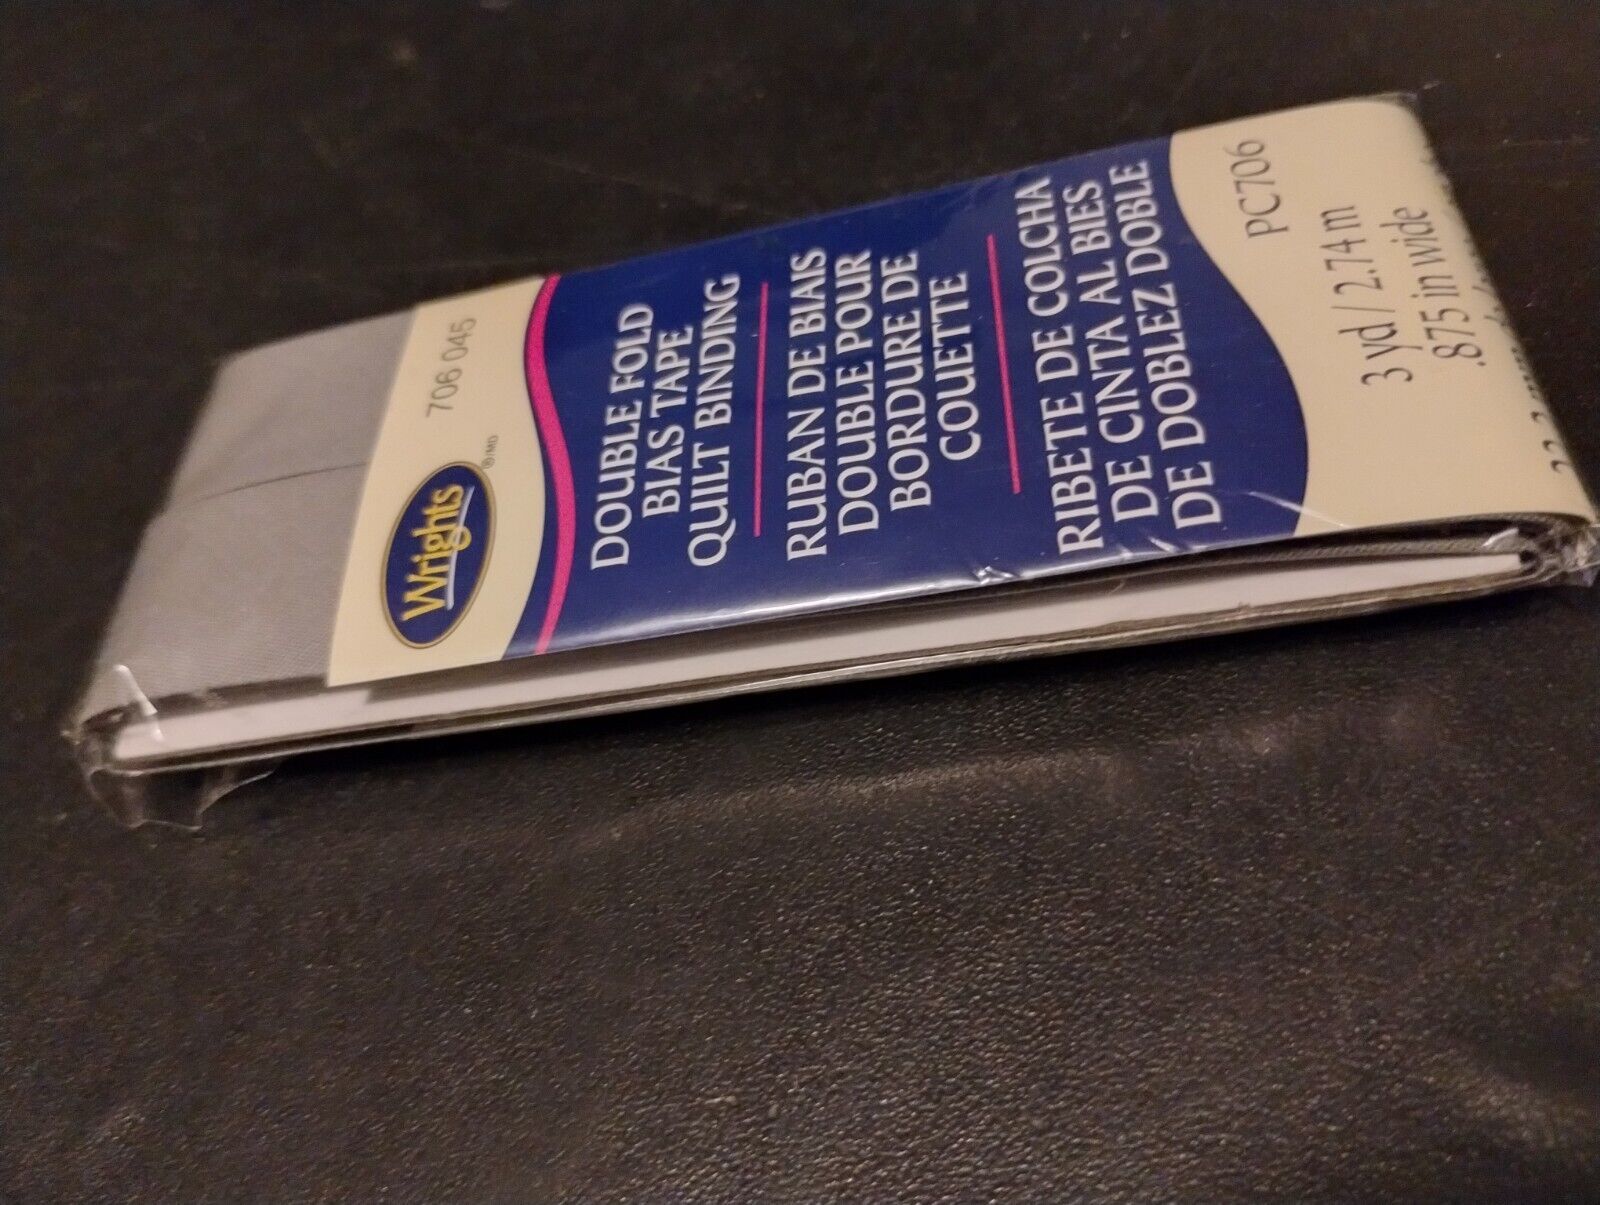 706 045
Wrights
®/MD
DOUBLE FOLD
BIAS TAPE
QUILT BINDING
RUBAN DE BIAIS
DOUBLE POUR
BORDURE DE
COUETTE
RIBETE DE COLCHA
DE CINTA AL BIES
DE DOBLEZ DOBLE
PC706
3 yd / 2.74 m
.875 in wide